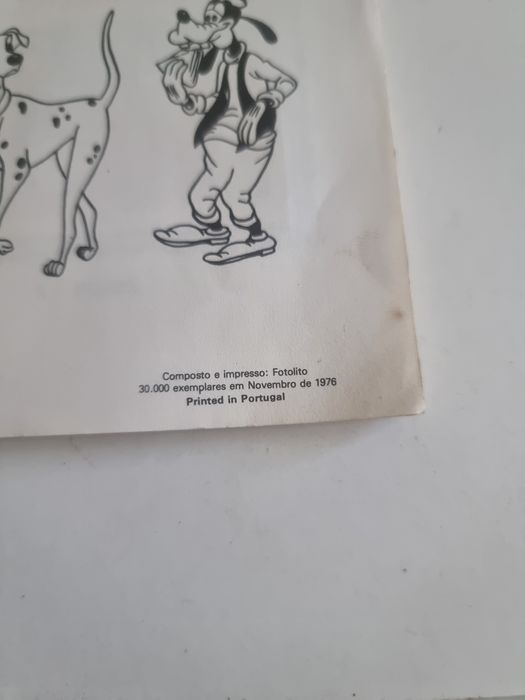 Composto e impresso: Fotolito
30.000 exemplares em Novembro de 1976
Printed in Portugal